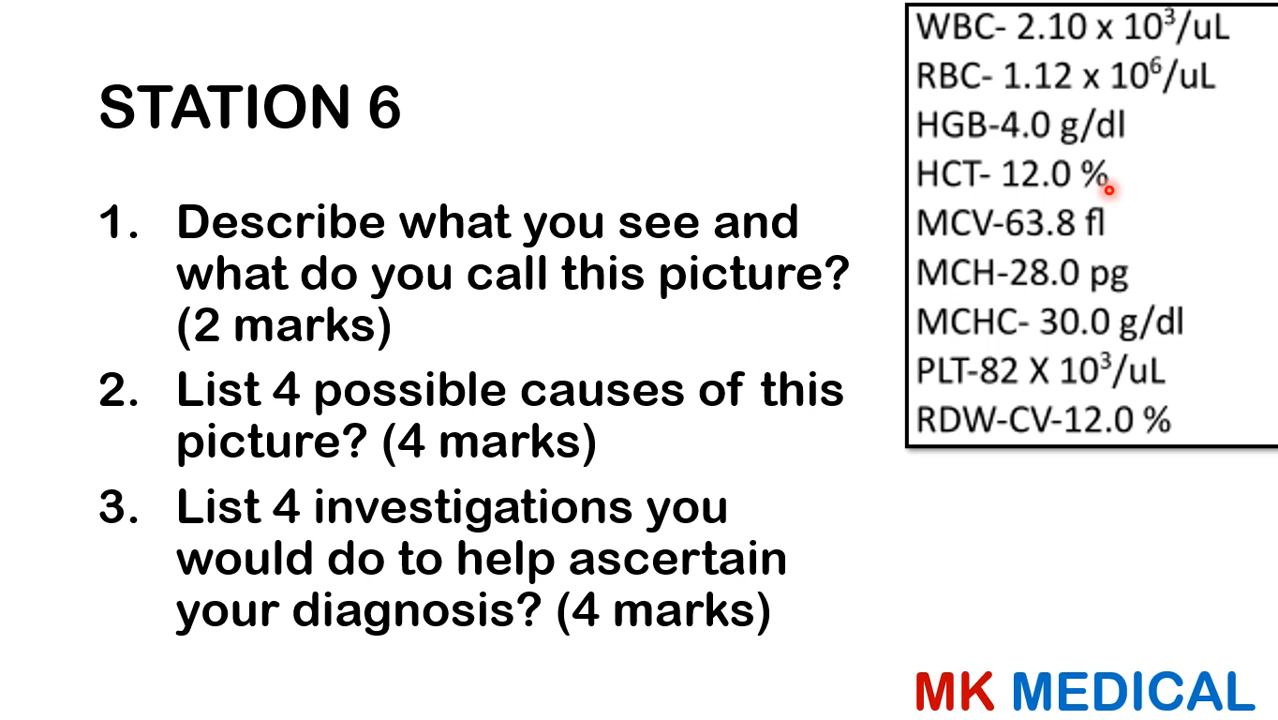 STATION 6
1. Describe what you see and
what do you call this picture?
(2 marks)
2. List 4 possible causes of this
picture? (4 marks)
3. List 4 investigations you
would do to help ascertain
your diagnosis? (4 marks)
WBC- 2.10 x 10³/uL
RBC- 1.12 x 10⁶/uL
HGB-4.0 g/dl
HCT- 12.0 %
MCV-63.8 fl
MCH-28.0 pg
MCHC- 30.0 g/dl
PLT-82 X 10³/uL
RDW-CV-12.0 %
MK MEDICAL